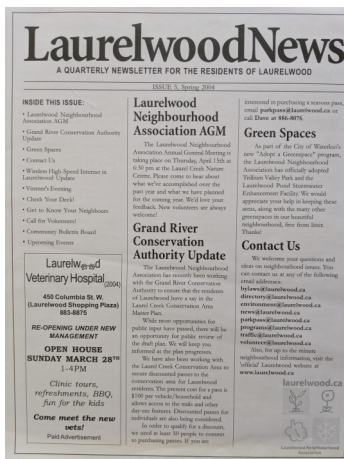 LaurelwoodNews
A QUARTERLY NEWSLETTER FOR THE RESIDENTS OF LAURELWOOD
ISSUE 5, Spring 2004
INSIDE THIS ISSUE:
• Laurelwood Neighbourhood
Association AGM
• Grand River Conservation Authority
Update
• Green Spaces
• Contact Us
• Wireless High-Speed Internet in
Laurelwood Update
• Vintner's Evening
• Check Your Deck!
• Get to Know Your Neighbours
• Call for Volunteers!
• Community Bulletin Board
• Upcoming Events
Laurelwood
Veterinary Hospital (2004)
450 Columbia St. W.
(Laurelwood Shopping Plaza)
883-8875
RE-OPENING UNDER NEW
MANAGEMENT
OPEN HOUSE
SUNDAY MARCH 28TH
1-4PM
Clinic tours,
refreshments, BBQ,
fun for the kids
Come meet the new
vets!
Paid Advertisement
Laurelwood
Neighbourhood
Association AGM
The Laurelwood Neighbourhood
Association Annual General Meeting is
taking place on Thursday, April 15th at
6:30 pm at the Laurel Creek Nature
Centre. Please come to hear about
what we've accomplished over the
past year and what we have planned
for the coming year. We'd love your
feedback. New volunteers are always
welcome!
Grand River
Conservation
Authority Update
The Laurelwood Neighbourhood
Association has recently been working
with the Grand River Conservation
Authority to ensure that the residents
of Laurelwood have a say in the
Laurel Creek Conservation Area
Master Plan.
While most opportunities for
public input have passed, there will be
an opportunity for public review of
the draft plan. We will keep you
informed as the plan progresses.
We have also been working with
the Laurel Creek Conservation Area to
secure discounted passes to the
conservation area for Laurelwood
residents. The present cost for a pass is
$100 per vehicle/household and
allows access to the trails and other
day-use features. Discounted passes for
individuals are also being considered.
In order to qualify for a discount,
we need at least 30 people to commit
to purchasing passes. If you are
interested in purchasing a seasons pass,
email parkpass@laurelwood.ca or
call Dave at 886-8076.
Green Spaces
As part of the City of Waterloo's
new "Adopt a Greenspace" program,
the Laurelwood Neighbourhood
Association has officially adopted
Trillium Valley Park and the
Laurelwood Pond Stormwater
Enhancement Facility. We would
appreciate your help in keeping these
areas, along with the many other
greenspaces in our beautiful
neighbourhood, free from litter.
Thanks!
Contact Us
We welcome your questions and
ideas on neighbourhood issues. You
can contact us at any of the following
email addresses:
bylaws@laurelwood.ca
directory@laurelwood.ca
environment@laurelwood.ca
news@laurelwood.ca
parkpass@laurelwood.ca
programs@laurelwood.ca
traffic@laurelwood.ca
volunteer@laurelwood.ca
Also, for up to the minute
neighbourhood information, visit the
'official' Laurelwood website at
www.laurelwood.ca
laurelwood.ca
Laurelwood Neighbourhood
Association